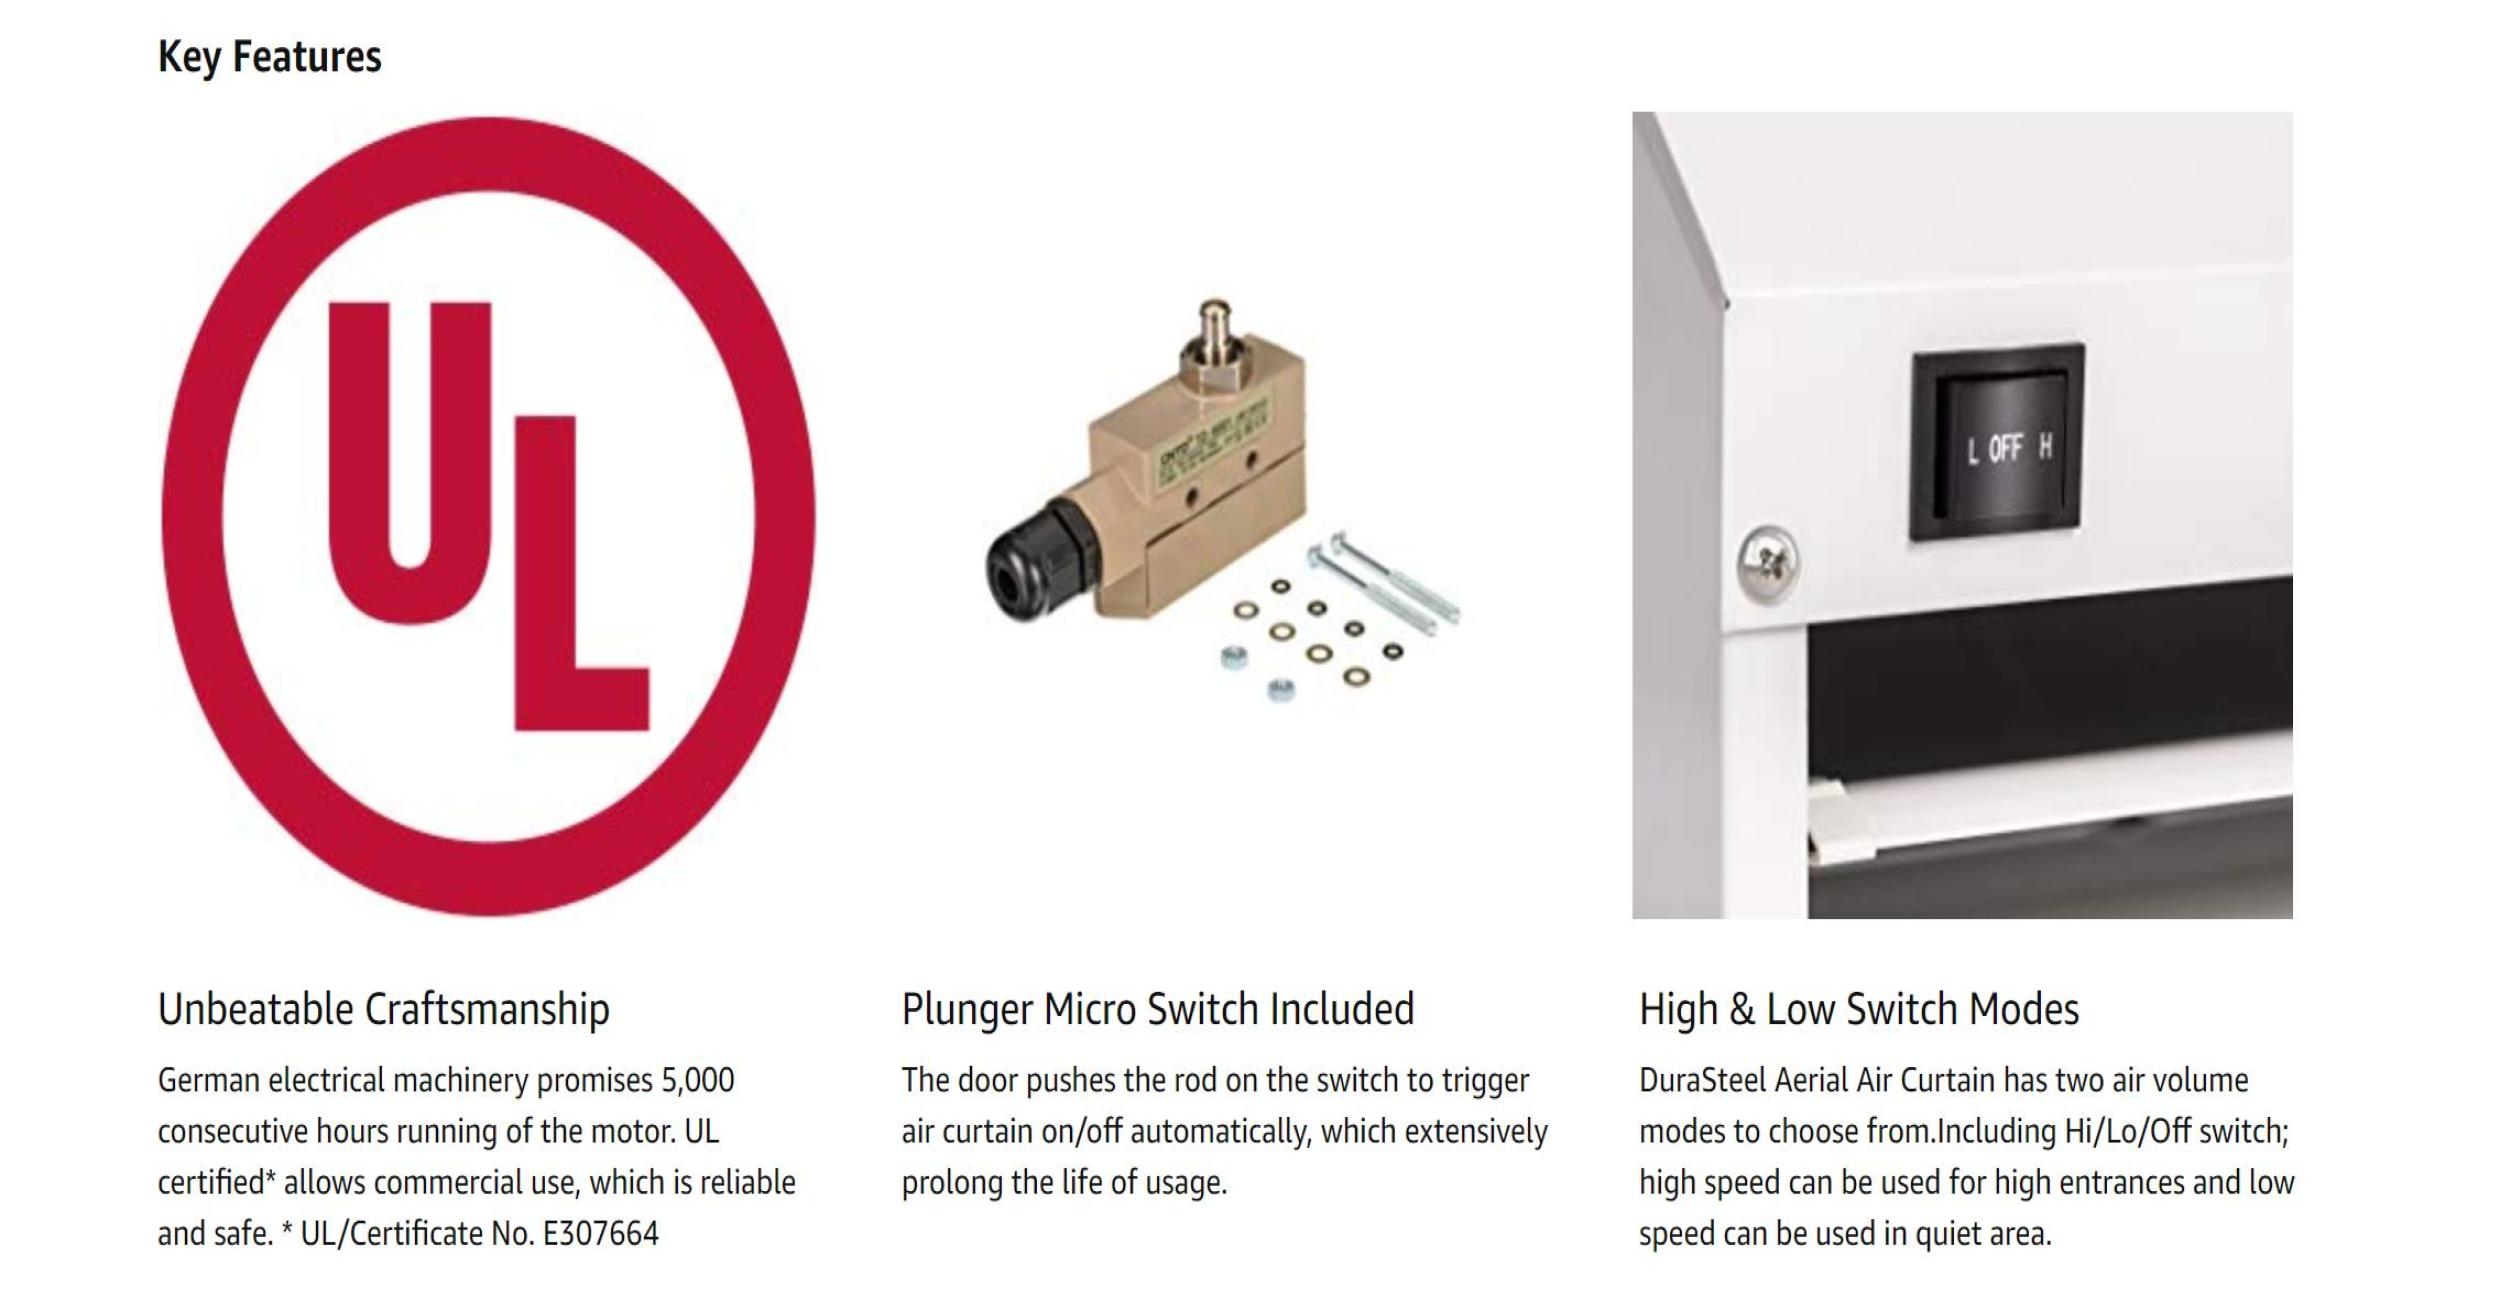 Key Features
UL
L OFF H
Unbeatable Craftsmanship
German electrical machinery promises 5,000
consecutive hours running of the motor. UL
certified* allows commercial use, which is reliable
and safe. * UL/Certificate No. E307664
Plunger Micro Switch Included
The door pushes the rod on the switch to trigger
air curtain on/off automatically, which extensively
prolong the life of usage.
High & Low Switch Modes
DuraSteel Aerial Air Curtain has two air volume
modes to choose from.Including Hi/Lo/Off switch;
high speed can be used for high entrances and low
speed can be used in quiet area.